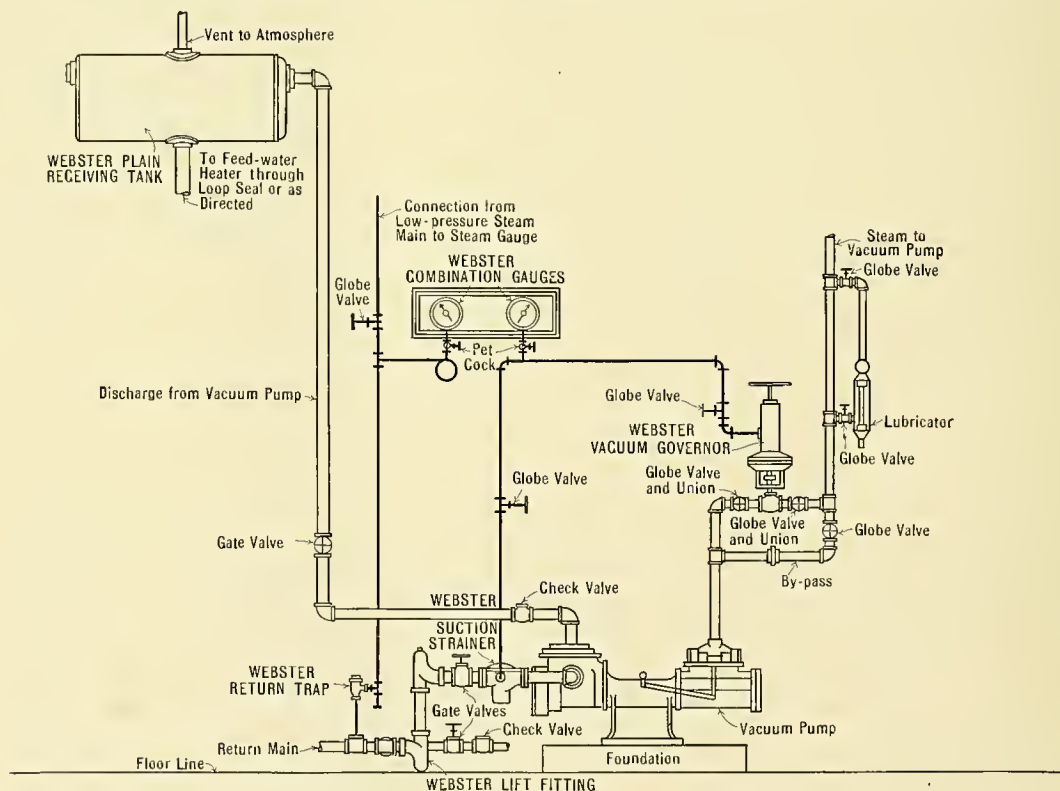 Vent to Atmosphere
WEBSTER PLAIN
RECEIVING TANK
To Feed-water
Heater through
Loop Seal or as
Directed
Connection from
Low-pressure Steam
Main to Steam Gauge
WEBSTER
COMBINATION GAUGES
Globe
Valve
Pet
Cock
Steam to
Vacuum Pump
Globe Valve
Discharge from Vacuum Pump
Globe Valve
WEBSTER
VACUUM GOVERNOR
Lubricator
Globe Valve
Globe Valve
and Union
Globe Valve
Globe Valve
and Union
Globe Valve
Gate Valve
By-pass
Check Valve
WEBSTER
SUCTION
STRAINER
WEBSTER
RETURN TRAP
Gate Valves
Check Valve
Vacuum Pump
Return Main
Floor Line
Foundation
WEBSTER LIFT FITTING